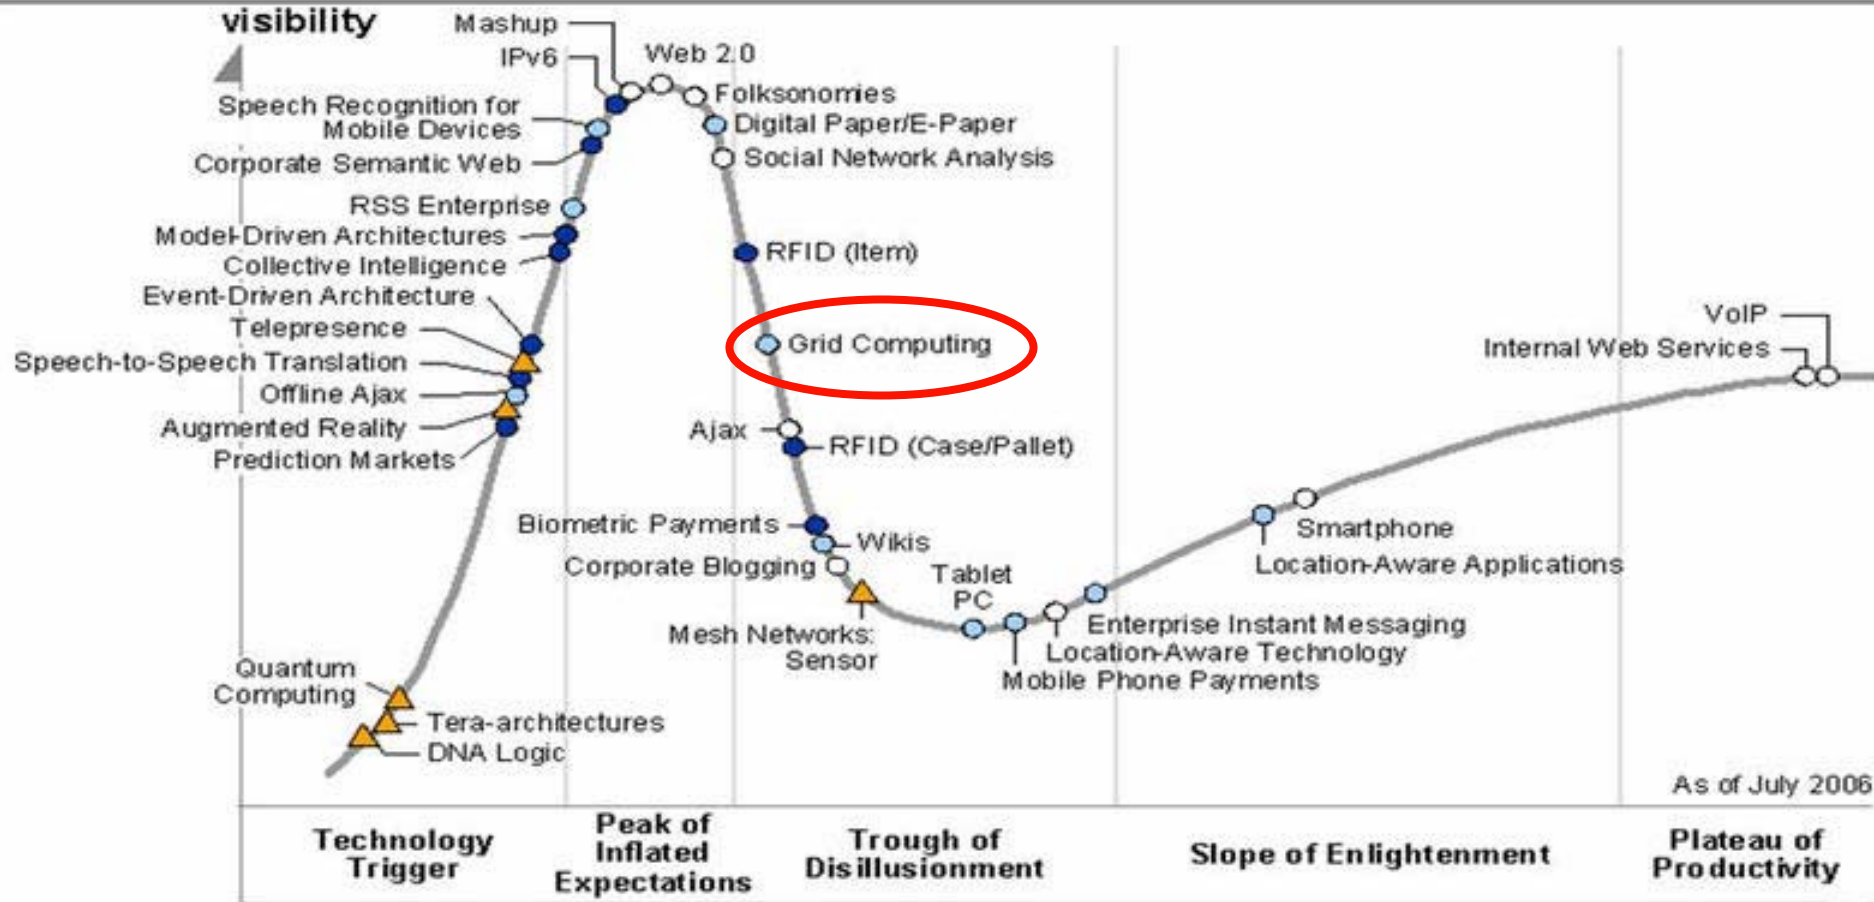 visibility
Mashup
IPv6
Web 2.0
Speech Recognition for
Mobile Devices
Corporate Semantic Web
RSS Enterprise
Model-Driven Architectures
Collective Intelligence
Event-Driven Architecture
Telepresence
Speech-to-Speech Translation
Offline Ajax
Augmented Reality
Prediction Markets
Quantum
Computing
Tera-architectures
DNA Logic
Folksonomies
Digital Paper/E-Paper
Social Network Analysis
RFID (Item)
Grid Computing
Ajax
RFID (Case/Pallet)
Biometric Payments
Wikis
Corporate Blogging
Mesh Networks:
Sensor
Tablet
PC
Enterprise Instant Messaging
Location-Aware Technology
Mobile Phone Payments
Smartphone
Location-Aware Applications
VoIP
Internal Web Services
As of July 2006
Technology
Trigger
Peak of
Inflated
Expectations
Trough of
Disillusionment
Slope of Enlightenment
Plateau of
Productivity